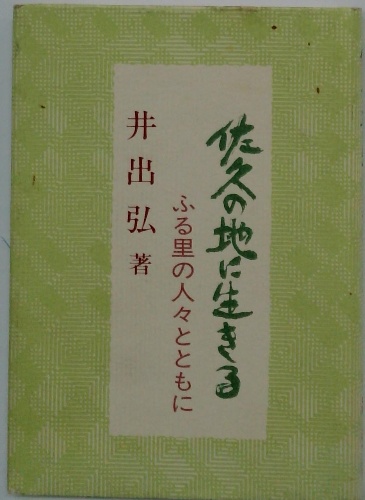 佐久の地に生きる
ふる里の人々とともに
井出弘著